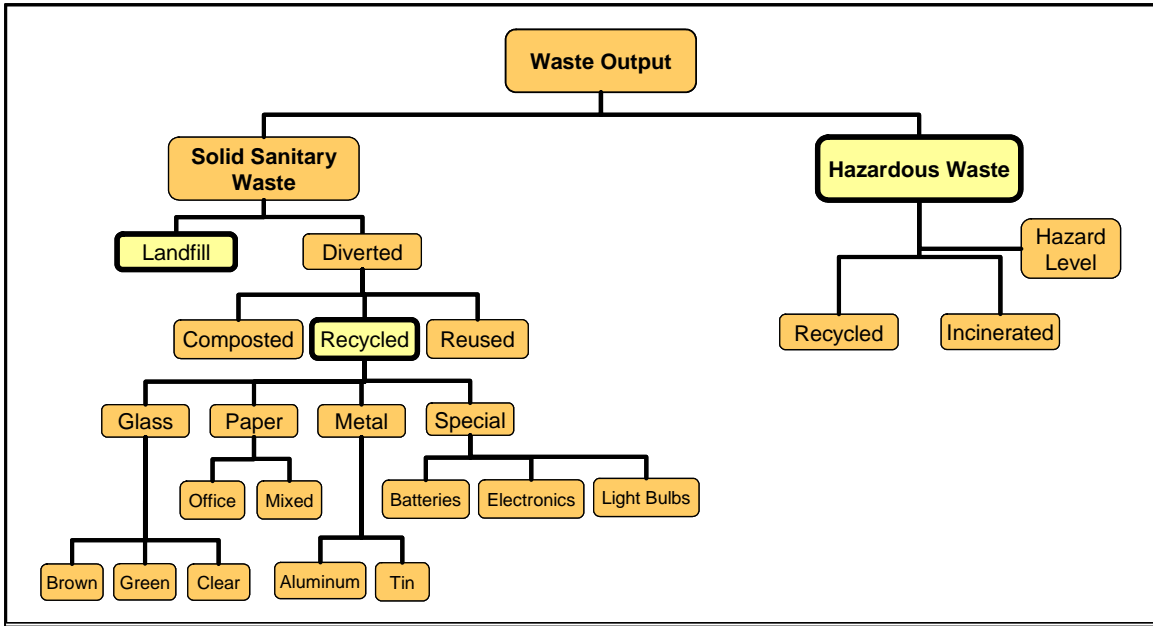 Waste Output
Solid Sanitary
Waste
Hazardous Waste
Landfill
Diverted
Hazard
Level
Composted
Recycled
Reused
Recycled
Incinerated
Glass
Paper
Metal
Special
Office
Mixed
Batteries
Electronics
Light Bulbs
Brown
Green
Clear
Aluminum
Tin